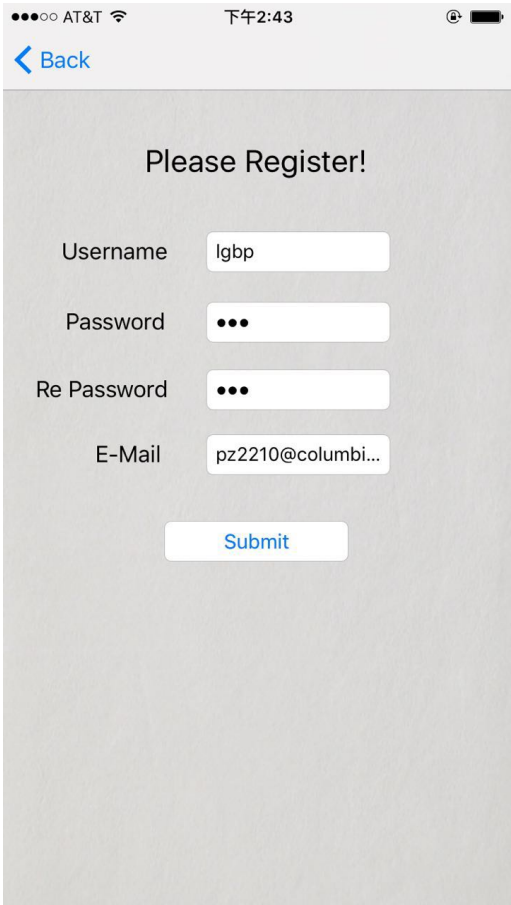 AT&T 下午2:43
Back
Please Register!
Username lgbp
Password •••
Re Password •••
E-Mail pz2210@columbi...
Submit